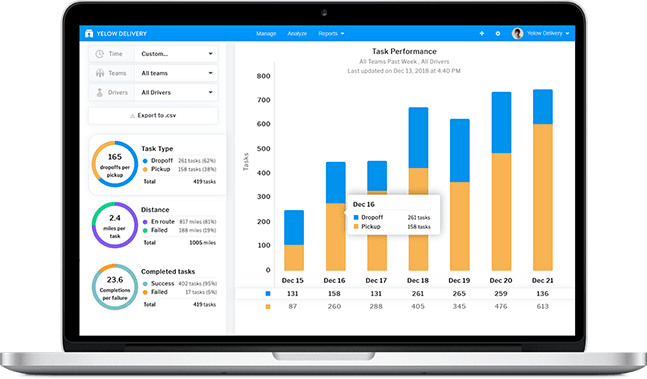 YELOW DELIVERY
Manage Analyze Reports
Yelow Delivery
Time Custom...
Teams All teams
Drivers All Drivers
Export to .csv
Task Type
165
dropoffs per
pickup
Dropoff 261 tasks (62%)
Pickup 158 tasks (38%)
Total 419 tasks
Distance
2.4
miles per
task
En route 817 miles (81%)
Failed 188 miles (19%)
Total 1005 miles
Completed tasks
23.6
Completions
per failure
Success 402 tasks (95%)
Failed 17 tasks (5%)
Total 419 tasks
Task Performance
All Teams Past Week , All Drivers
Last updated on Dec 13, 2018 at 4:40 PM
Tasks
800
700
600
500
400
300
200
100
0
Dec 16
Dropoff 261 tasks
Pickup 158 tasks
Dec 15 Dec 16 Dec 17 Dec 18 Dec 19 Dec 20 Dec 21
131 158 131 261 265 259 136
87 260 288 405 345 476 613